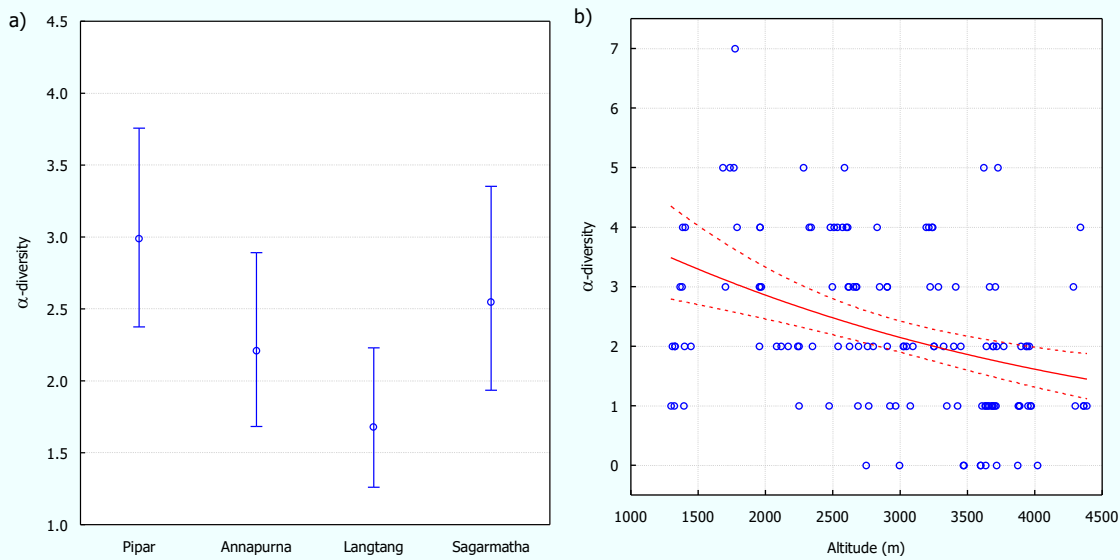 a)
4.5
4.0
3.5
3.0
2.5
2.0
1.5
1.0
α-diversity
Pipar Annapurna Langtang Sagarmatha
b)
7
6
5
4
3
2
1
0
α-diversity
1000 1500 2000 2500 3000 3500 4000 4500
Altitude (m)